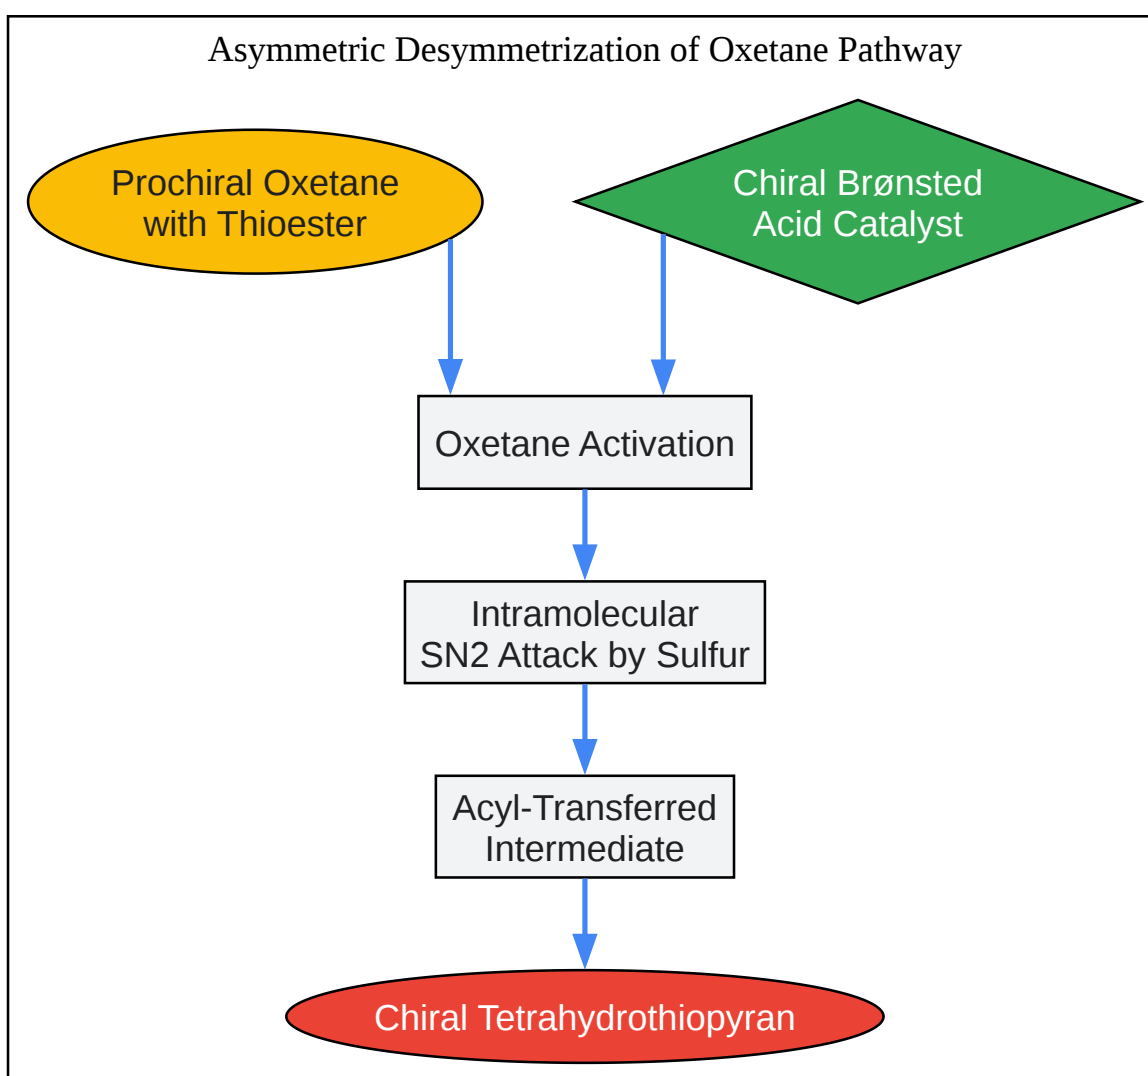 Asymmetric Desymmetrization of Oxetane Pathway
Prochiral Oxetane
with Thioester
Chiral Brønsted
Acid Catalyst
Oxetane Activation
Intramolecular
SN2 Attack by Sulfur
Acyl-Transferred
Intermediate
Chiral Tetrahydrothiopyran